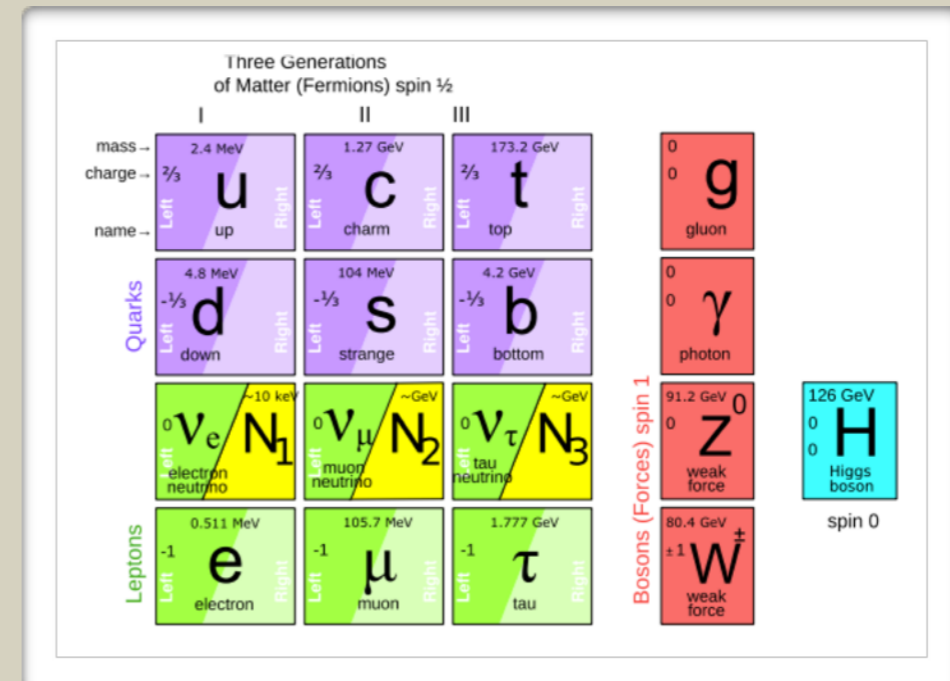 Three Generations
of Matter (Fermions) spin ½
I II III
mass→
charge→
name→
2.4 MeV
⅔
u
Left
Right
up
1.27 GeV
⅔
c
Left
Right
charm
173.2 GeV
⅔
t
Left
Right
top
0
0
g
gluon
Quarks
4.8 MeV
-⅓
d
Left
Right
down
104 MeV
-⅓
s
Left
Right
strange
4.2 GeV
-⅓
b
Left
Right
bottom
0
0
γ
photon
Leptons
0
νe
Left
electron
neutrino
~10 keV
N1
0
νμ
Left
muon
neutrino
~GeV
N2
0
ντ
Left
tau
neutrino
~GeV
N3
Bosons (Forces) spin 1
91.2 GeV
0
Z0
weak
force
126 GeV
0
0
H
Higgs
boson
spin 0
0.511 MeV
-1
e
Left
Right
electron
105.7 MeV
-1
μ
Left
Right
muon
1.777 GeV
-1
τ
Left
Right
tau
80.4 GeV
±1
W±
weak
force